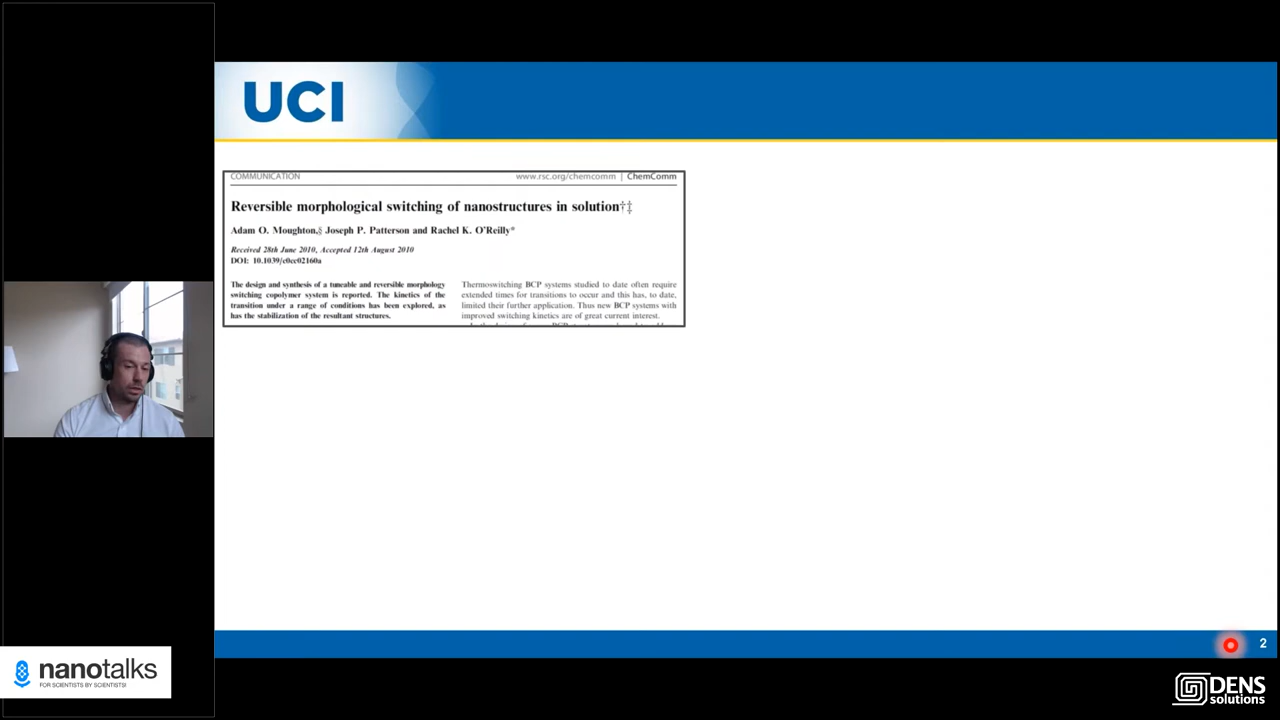 UCI
COMMUNICATION www.rsc.org/chemcomm | ChemComm
Reversible morphological switching of nanostructures in solution†‡
Adam O. Moughton,§ Joseph P. Patterson and Rachel K. O'Reilly*
Received 28th June 2010, Accepted 12th August 2010
DOI: 10.1039/c0cc02160a
The design and synthesis of a tuneable and reversible morphology
switching copolymer system is reported. The kinetics of the
transition under a range of conditions has been explored, as
has the stabilization of the resultant structures.
Thermoswitching BCP systems studied to date often require
extended times for transitions to occur and this has, to date,
limited their further application. Thus new BCP systems with
improved switching kinetics are of great current interest.
2
nanotalks
FOR SCIENTISTS BY SCIENTISTS!
DENS
solutions